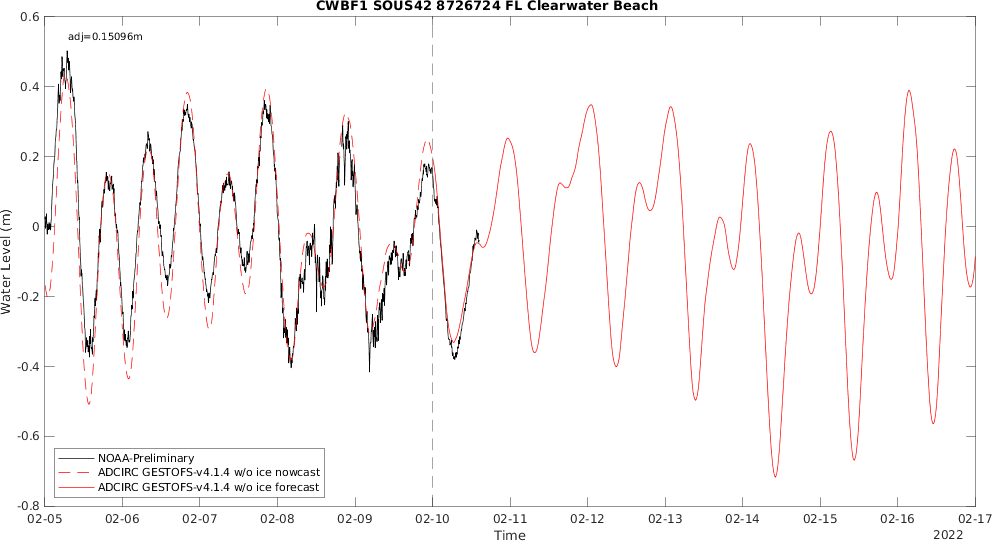 CWBF1 SOUS42 8726724 FL Clearwater Beach
adj=0.15096m
0.6
0.4
0.2
0
-0.2
-0.4
-0.6
-0.8
Water Level (m)
NOAA-Preliminary
ADCIRC GESTOFS-v4.1.4 w/o ice nowcast
ADCIRC GESTOFS-v4.1.4 w/o ice forecast
02-05 02-06 02-07 02-08 02-09 02-10 02-11 02-12 02-13 02-14 02-15 02-16 02-17
Time
2022